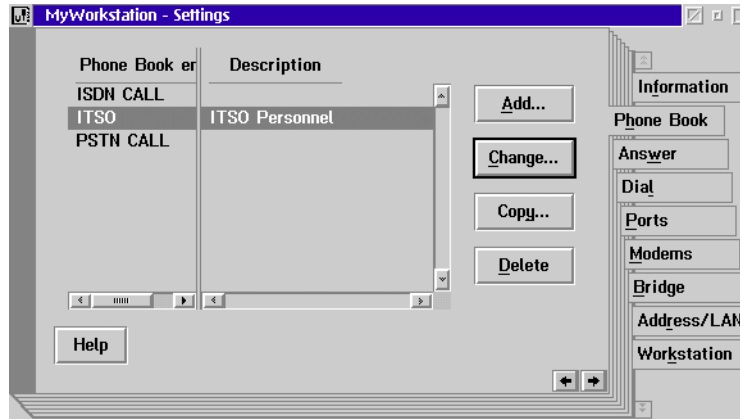 MyWorkstation - Settings
Phone Book er
Description
ISDN CALL
ITSO
ITSO Personnel
PSTN CALL
Add...
Change...
Copy...
Delete
Help
Information
Phone Book
Answer
Dial
Ports
Modems
Bridge
Address/LAN
Workstation